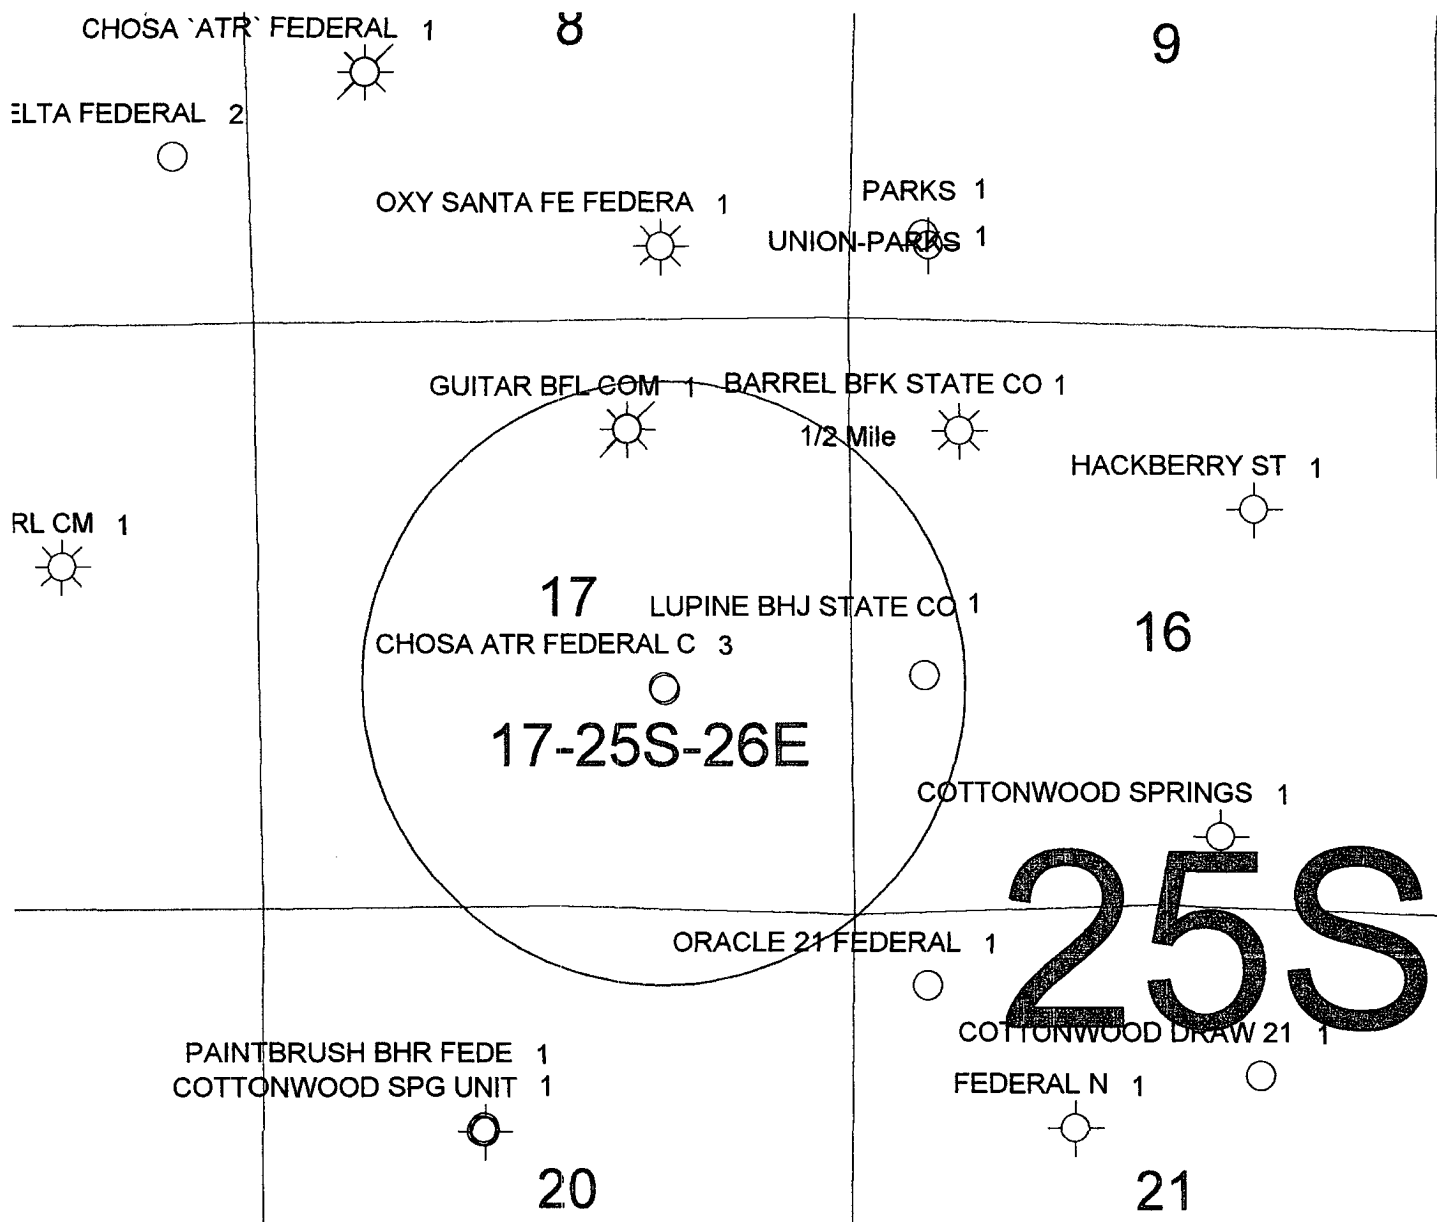 CHOSA `ATR` FEDERAL 1
8
9
ELTA FEDERAL 2
OXY SANTA FE FEDERA 1
PARKS 1
UNION-PARKS 1
GUITAR BFL COM 1
BARREL BFK STATE CO 1
1/2 Mile
HACKBERRY ST 1
RL CM 1
17
LUPINE BHJ STATE CO 1
16
CHOSA ATR FEDERAL C 3
17-25S-26E
COTTONWOOD SPRINGS 1
25S
ORACLE 21 FEDERAL 1
COTTONWOOD DRAW 21 1
PAINTBRUSH BHR FEDE 1
COTTONWOOD SPG UNIT 1
FEDERAL N 1
20
21